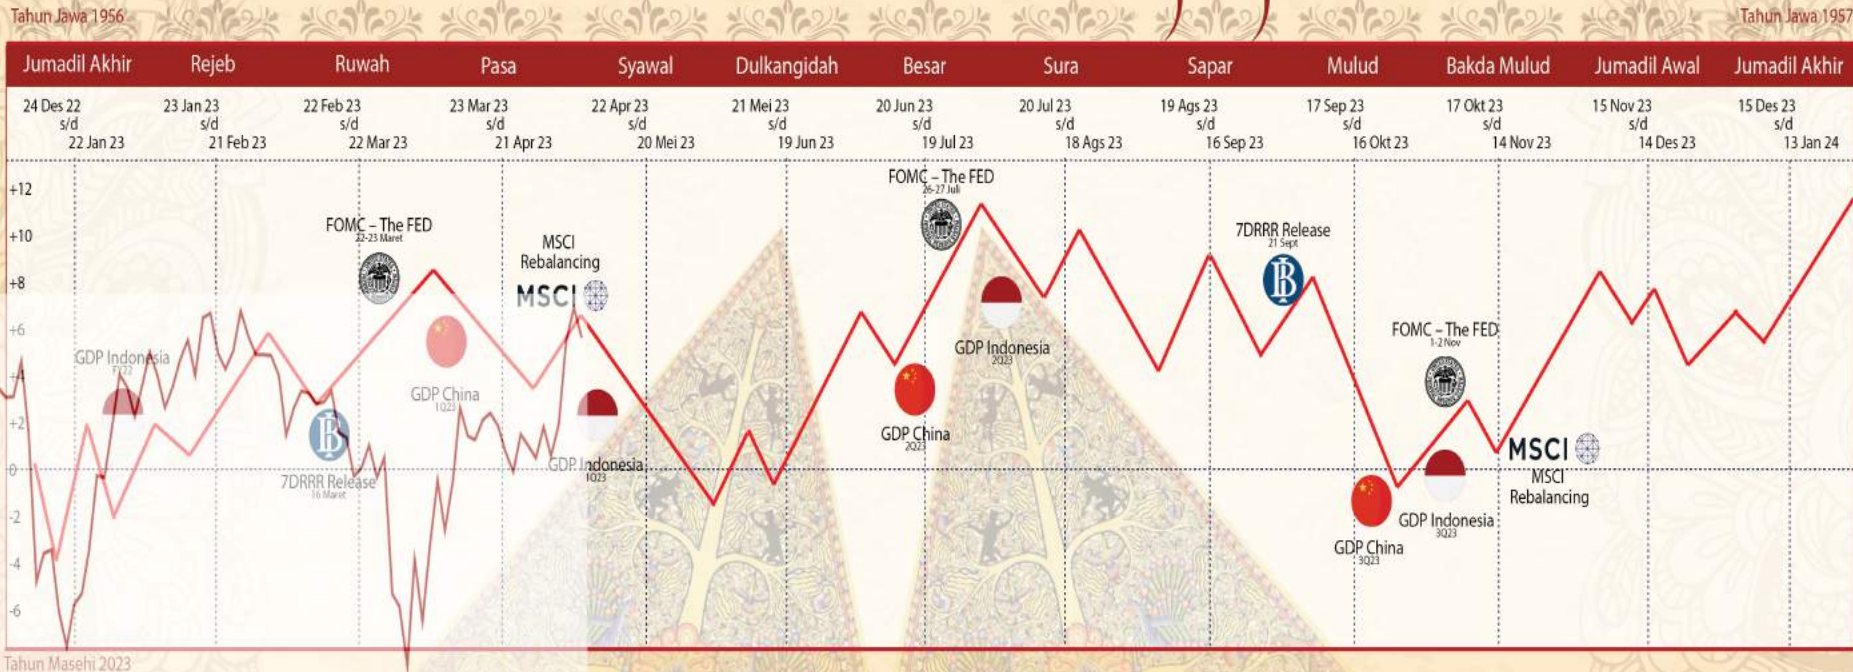 Tahun Jawa 1956
Tahun Jawa 1957
Jumadil Akhir
Rejeb
Ruwah
Pasa
Syawal
Dulkangidah
Besar
Sura
Sapar
Mulud
Bakda Mulud
Jumadil Awal
Jumadil Akhir
24 Des 22
s/d
22 Jan 23
23 Jan 23
s/d
21 Feb 23
22 Feb 23
s/d
22 Mar 23
23 Mar 23
s/d
21 Apr 23
22 Apr 23
s/d
20 Mei 23
21 Mei 23
s/d
19 Jun 23
20 Jun 23
s/d
19 Jul 23
20 Jul 23
s/d
18 Ags 23
19 Ags 23
s/d
16 Sep 23
17 Sep 23
s/d
16 Okt 23
17 Okt 23
s/d
14 Nov 23
15 Nov 23
s/d
14 Des 23
15 Des 23
s/d
13 Jan 24
+12
+10
+8
+6
+4
+2
0
-2
-4
-6
GDP Indonesia
FY22
7DRRR Release
16 Maret
FOMC – The FED
22-23 Maret
GDP China
1Q23
MSCI
Rebalancing
MSCI
GDP Indonesia
1Q23
FOMC – The FED
26-27 Juli
GDP China
2Q23
GDP Indonesia
2Q23
7DRRR Release
21 Sept
GDP China
3Q23
FOMC – The FED
1-2 Nov
GDP Indonesia
3Q23
MSCI
MSCI
Rebalancing
Tahun Masehi 2023